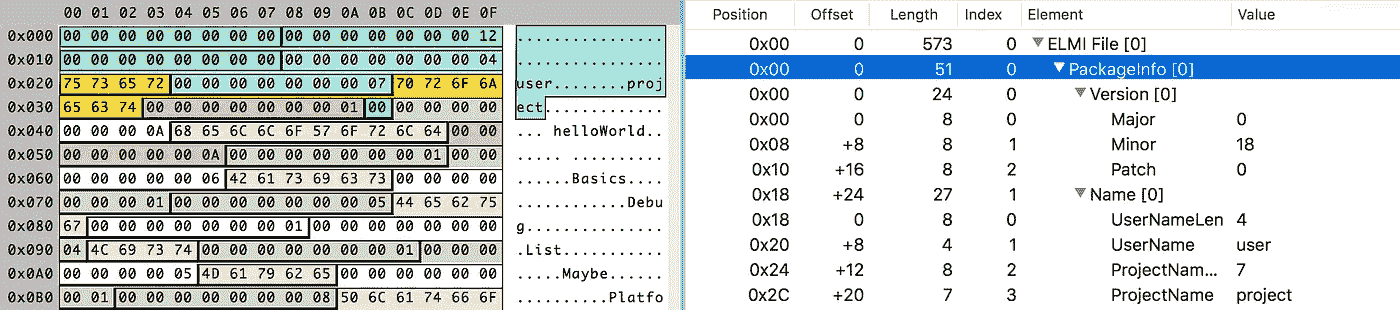 00 01 02 03 04 05 06 07 08 09 0A 0B 0C 0D 0E 0F
0x000 00 00 00 00 00 00 00 00 00 00 00 00 00 00 00 12 ................
0x010 00 00 00 00 00 00 00 00 00 00 00 00 00 00 00 04 ................
0x020 75 73 65 72 00 00 00 00 00 00 00 07 70 72 6F 6A user........proj
0x030 65 63 74 00 00 00 00 00 00 00 01 00 00 00 00 00 ect.............
0x040 00 00 00 0A 68 65 6C 6C 6F 57 6F 72 6C 64 00 00 ... helloWorld..
0x050 00 00 00 00 00 0A 00 00 00 00 00 00 00 01 00 00 ..... ..........
0x060 00 00 00 00 00 06 42 61 73 69 63 73 00 00 00 00 ......Basics....
0x070 00 00 00 01 00 00 00 00 00 00 00 05 44 65 62 75 ............Debu
0x080 67 00 00 00 00 00 00 00 01 00 00 00 00 00 00 00 g...............
0x090 04 4C 69 73 74 00 00 00 00 00 00 00 01 00 00 00 .List...........
0x0A0 00 00 00 00 05 4D 61 79 62 65 00 00 00 00 00 00 .....Maybe......
0x0B0 00 01 00 00 00 00 00 00 00 08 50 6C 61 74 66 6F ..........Platfo
Position Offset Length Index Element Value
0x00 0 573 0 ELMI File [0]
0x00 0 51 0 PackageInfo [0]
0x00 0 24 0 Version [0]
0x00 0 8 0 Major 0
0x08 +8 8 1 Minor 18
0x10 +16 8 2 Patch 0
0x18 +24 27 1 Name [0]
0x18 0 8 0 UserNameLen 4
0x20 +8 4 1 UserName user
0x24 +12 8 2 ProjectNam... 7
0x2C +20 7 3 ProjectName project